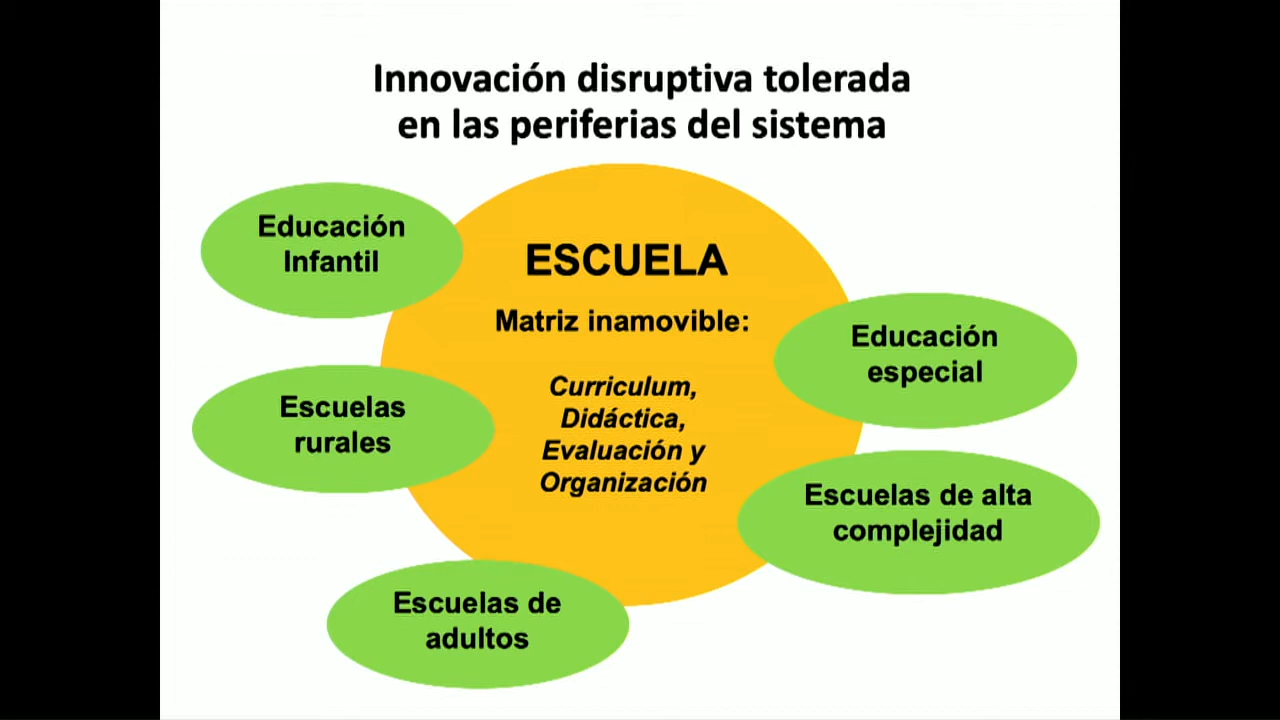 Innovación disruptiva tolerada
en las periferias del sistema
Educación
Infantil
ESCUELA
Matriz inamovible:
Curriculum,
Didáctica,
Evaluación y
Organización
Educación
especial
Escuelas
rurales
Escuelas de alta
complejidad
Escuelas de
adultos